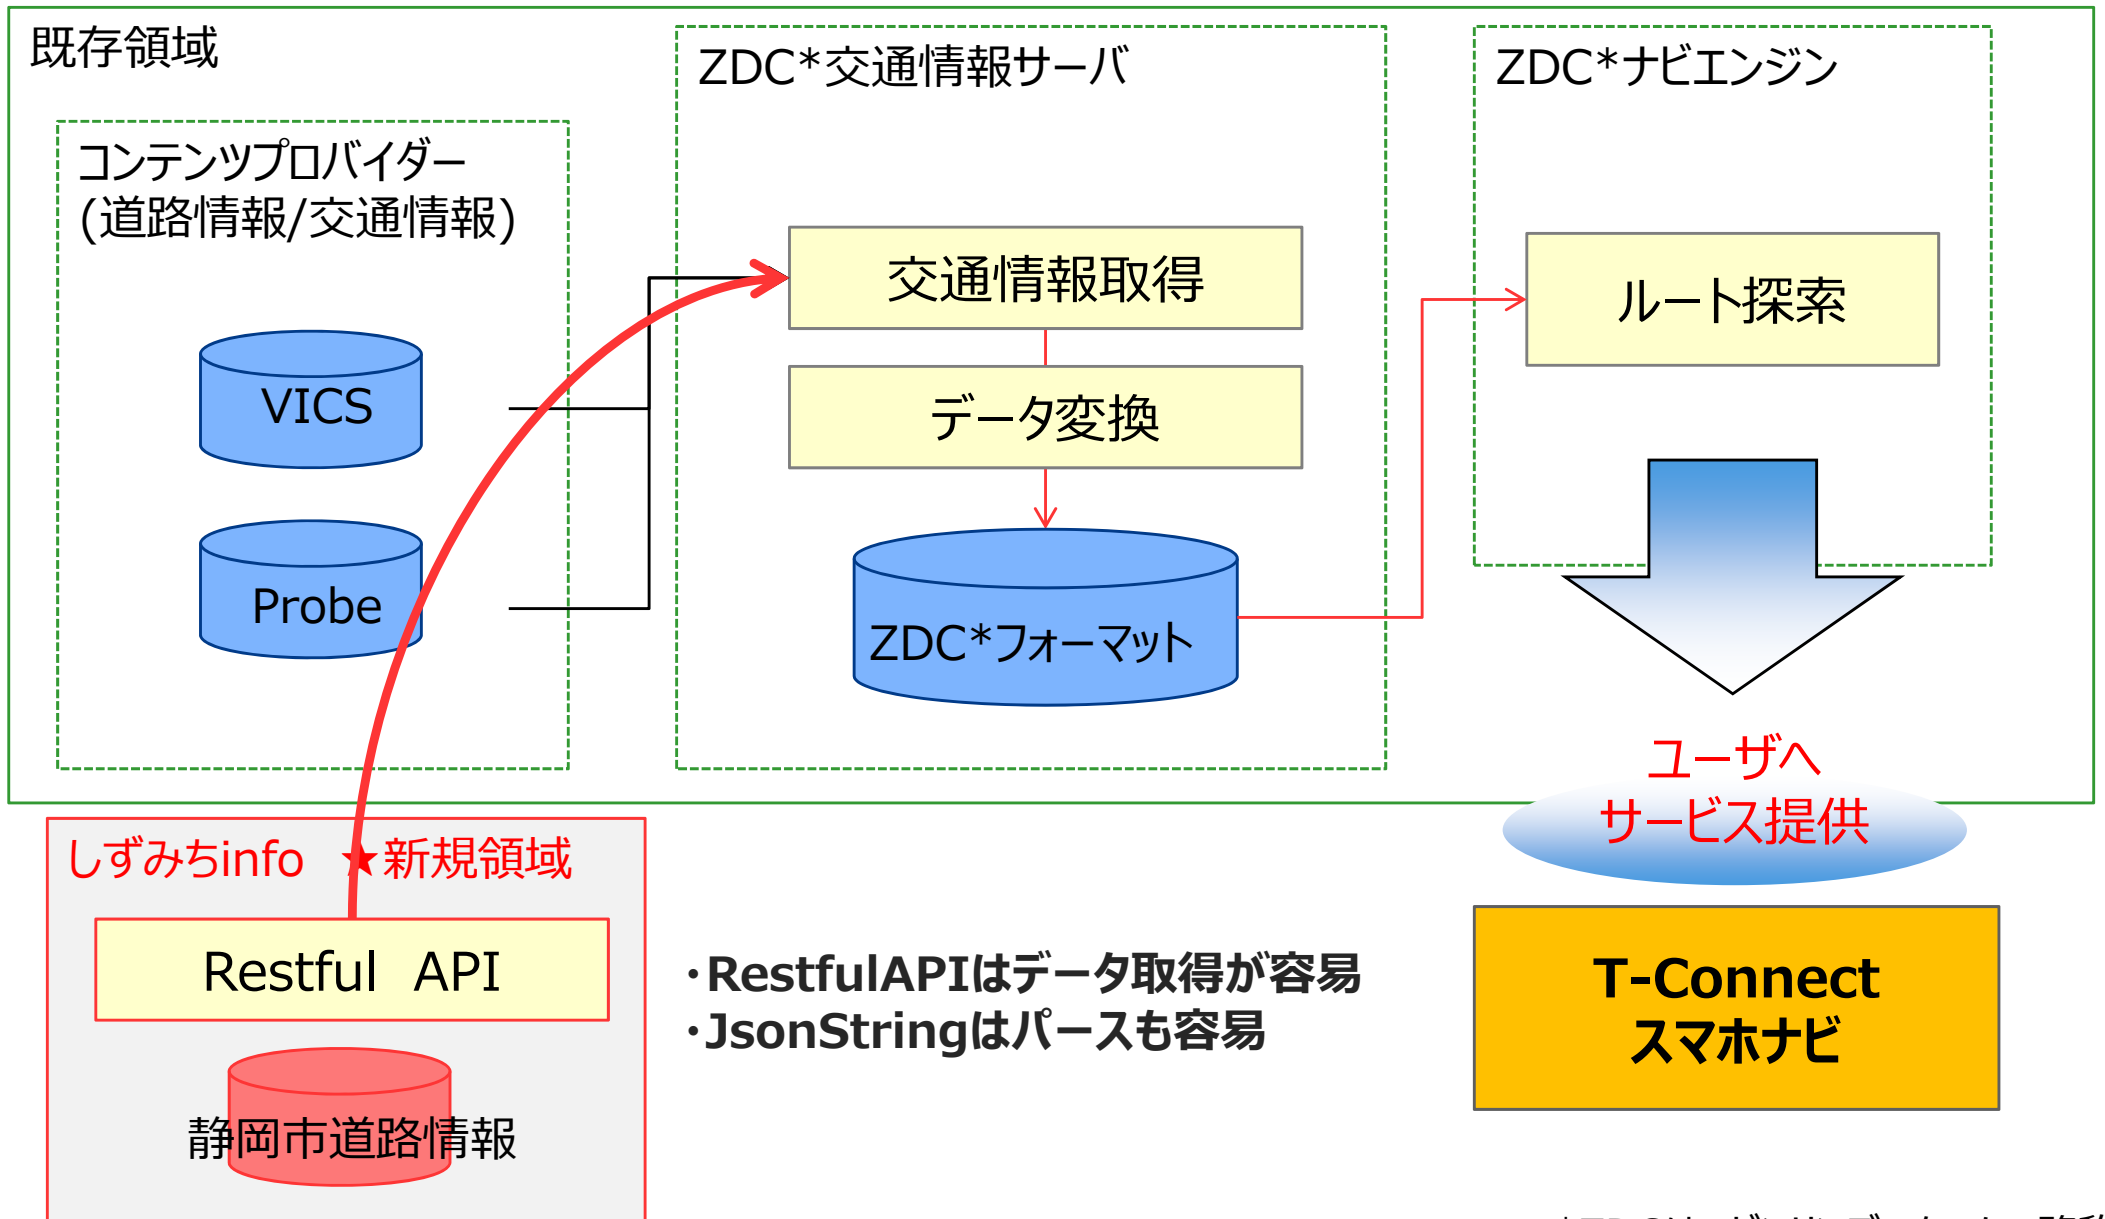 既存領域
コンテンツプロバイダー
(道路情報/交通情報)
VICS
Probe
ZDC*交通情報サーバ
交通情報取得
データ変換
ZDC*フォーマット
ZDC*ナビエンジン
ルート探索
ユーザへ
サービス提供
T-Connect
スマホナビ
しずみちinfo ★新規領域
Restful API
静岡市道路情報
・RestfulAPIはデータ取得が容易
・JsonStringはパースも容易